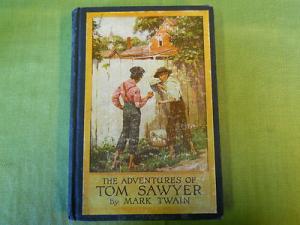 THE ADVENTURES OF
TOM SAWYER
By MARK TWAIN